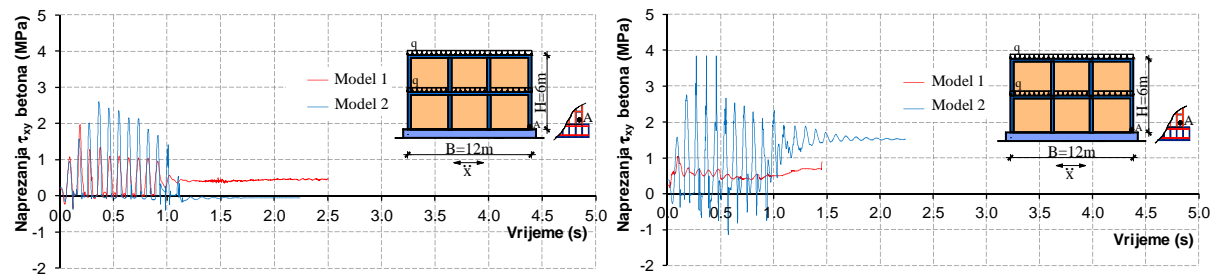 Naprezanja τxy betona (MPa)
5
4
3
2
1
0
-1
-2
0.0 0.5 1.0 1.5 2.0 2.5 3.0 3.5 4.0 4.5 5.0
Vrijeme (s)
Model 1
Model 2
q
q
H=6m
A
A
B=12m
x
Naprezanja τxy betona (MPa)
5
4
3
2
1
0
-1
-2
0.0 0.5 1.0 1.5 2.0 2.5 3.0 3.5 4.0 4.5 5.0
Vrijeme (s)
Model 1
Model 2
q
q
H=6m
A
A
B=12m
x